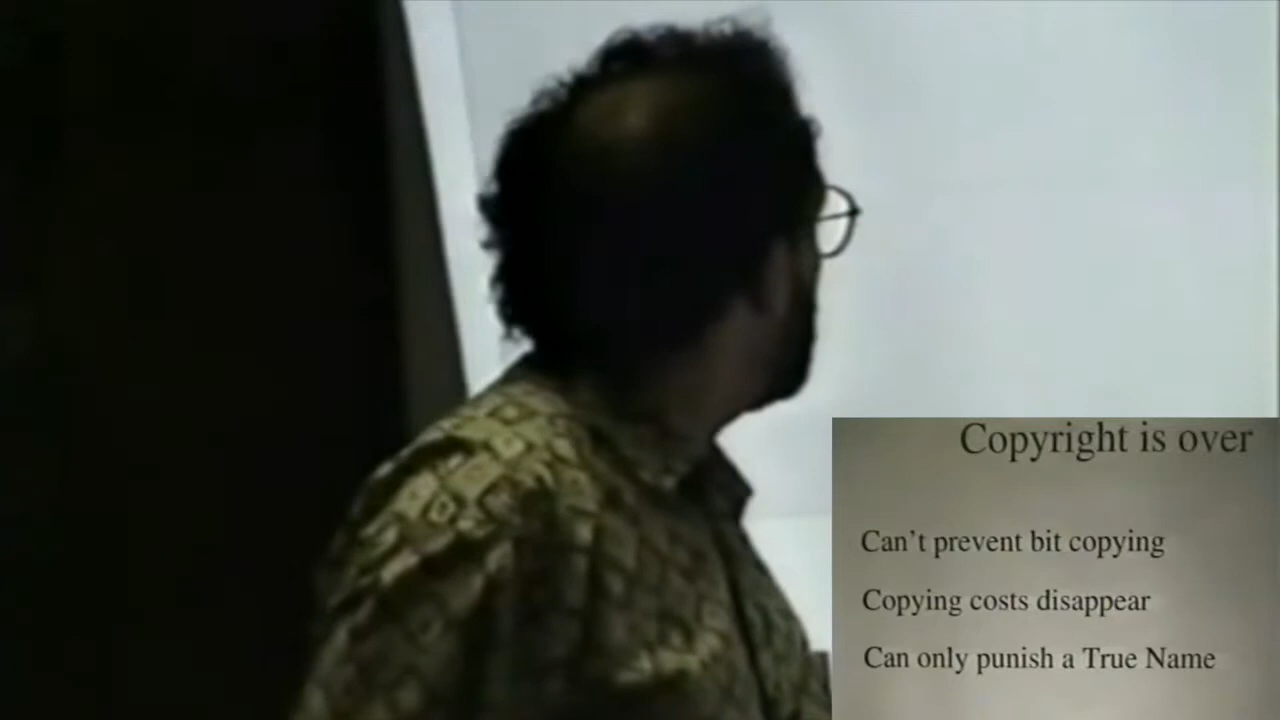 Copyright is over
Can't prevent bit copying
Copying costs disappear
Can only punish a True Name